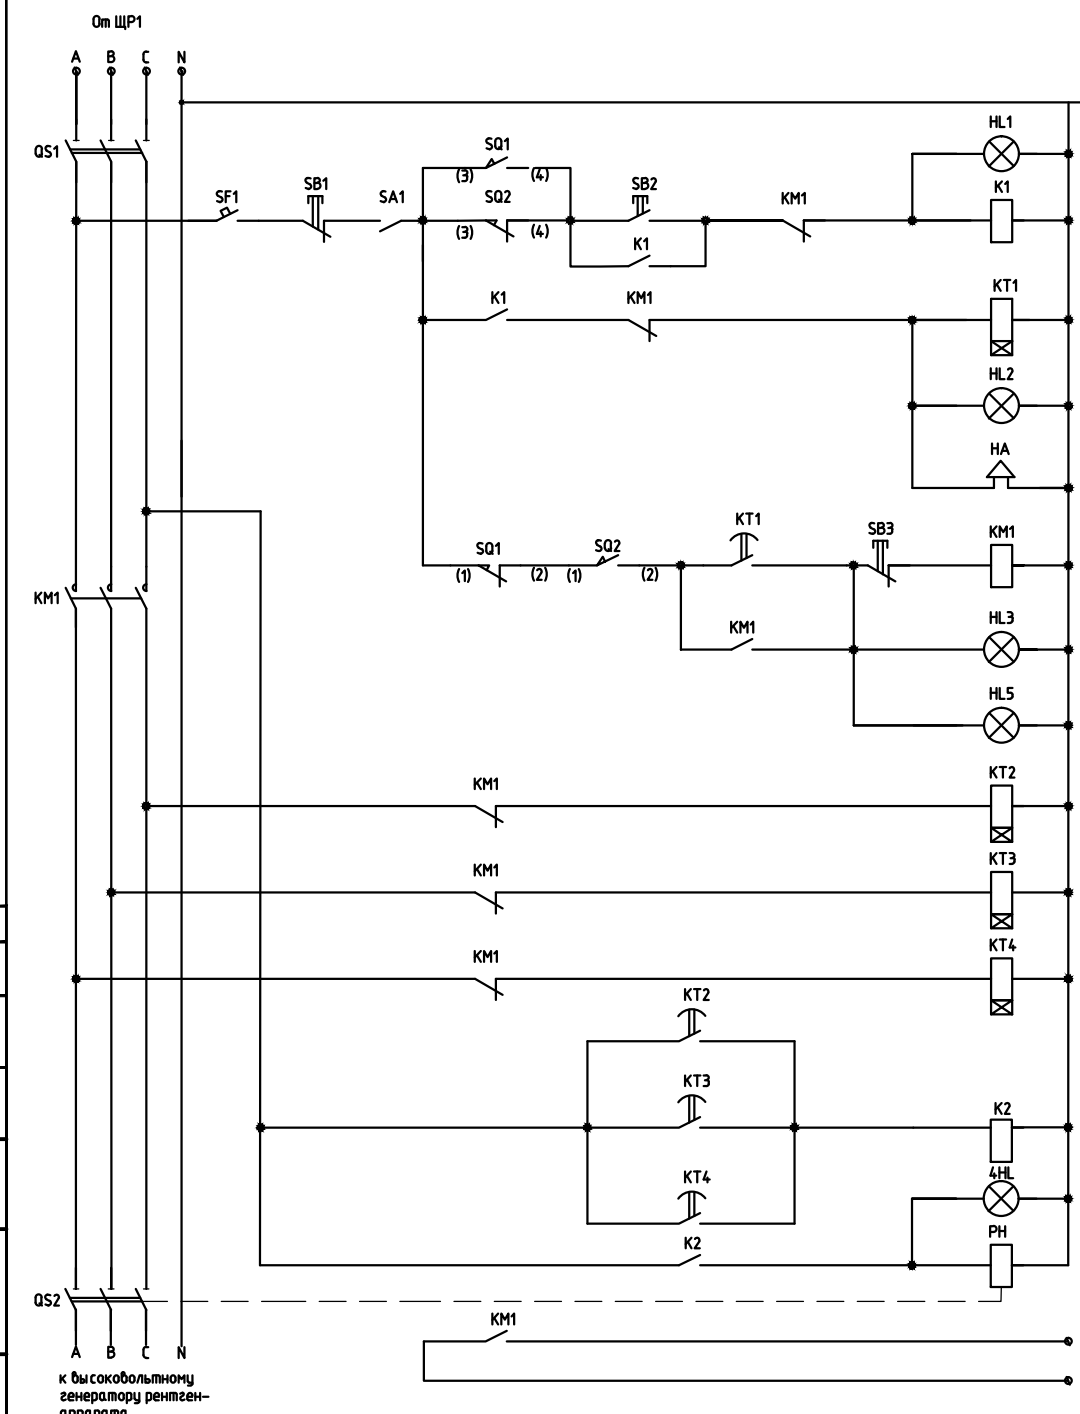 От ЩР1
A B C N
HL1
QS1
SQ1
(3) (4)
K1
SF1 SB1 SA1 SQ2 SB2 KM1
(3) (4)
K1
KT1
K1 KM1
HL2
HA
KT1
SB3 KM1
SQ1 SQ2
(1) (2) (1) (2)
KM1
HL3
KM1
HL5
KT2
KM1
KT3
KM1
KT4
KM1
KT2
KT3
K2
4HL
KT4
PH
K2
QS2
KM1
A B C N
к высоковольтному
генератору рентген-
аппарата